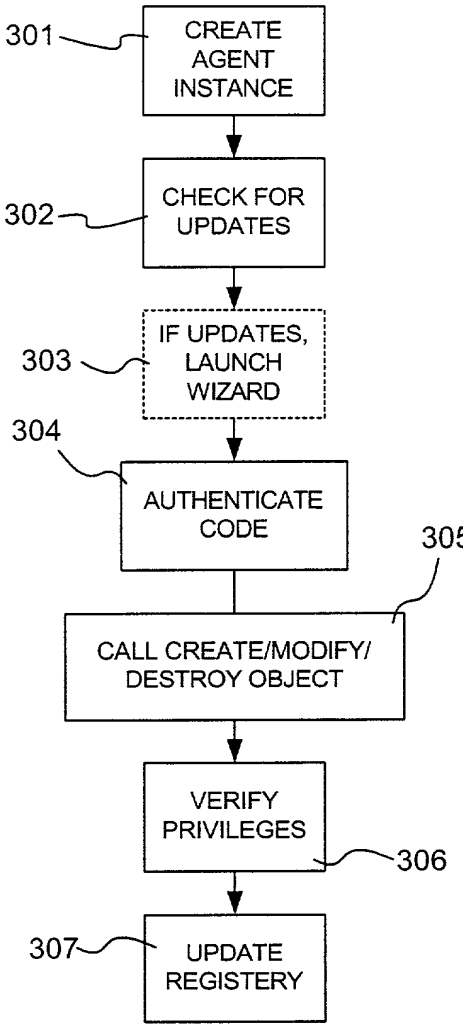 301
CREATE
AGENT
INSTANCE
302
CHECK FOR
UPDATES
303
IF UPDATES,
LAUNCH
WIZARD
304
AUTHENTICATE
CODE
305
CALL CREATE/MODIFY/
DESTROY OBJECT
VERIFY
PRIVILEGES
306
307
UPDATE
REGISTERY